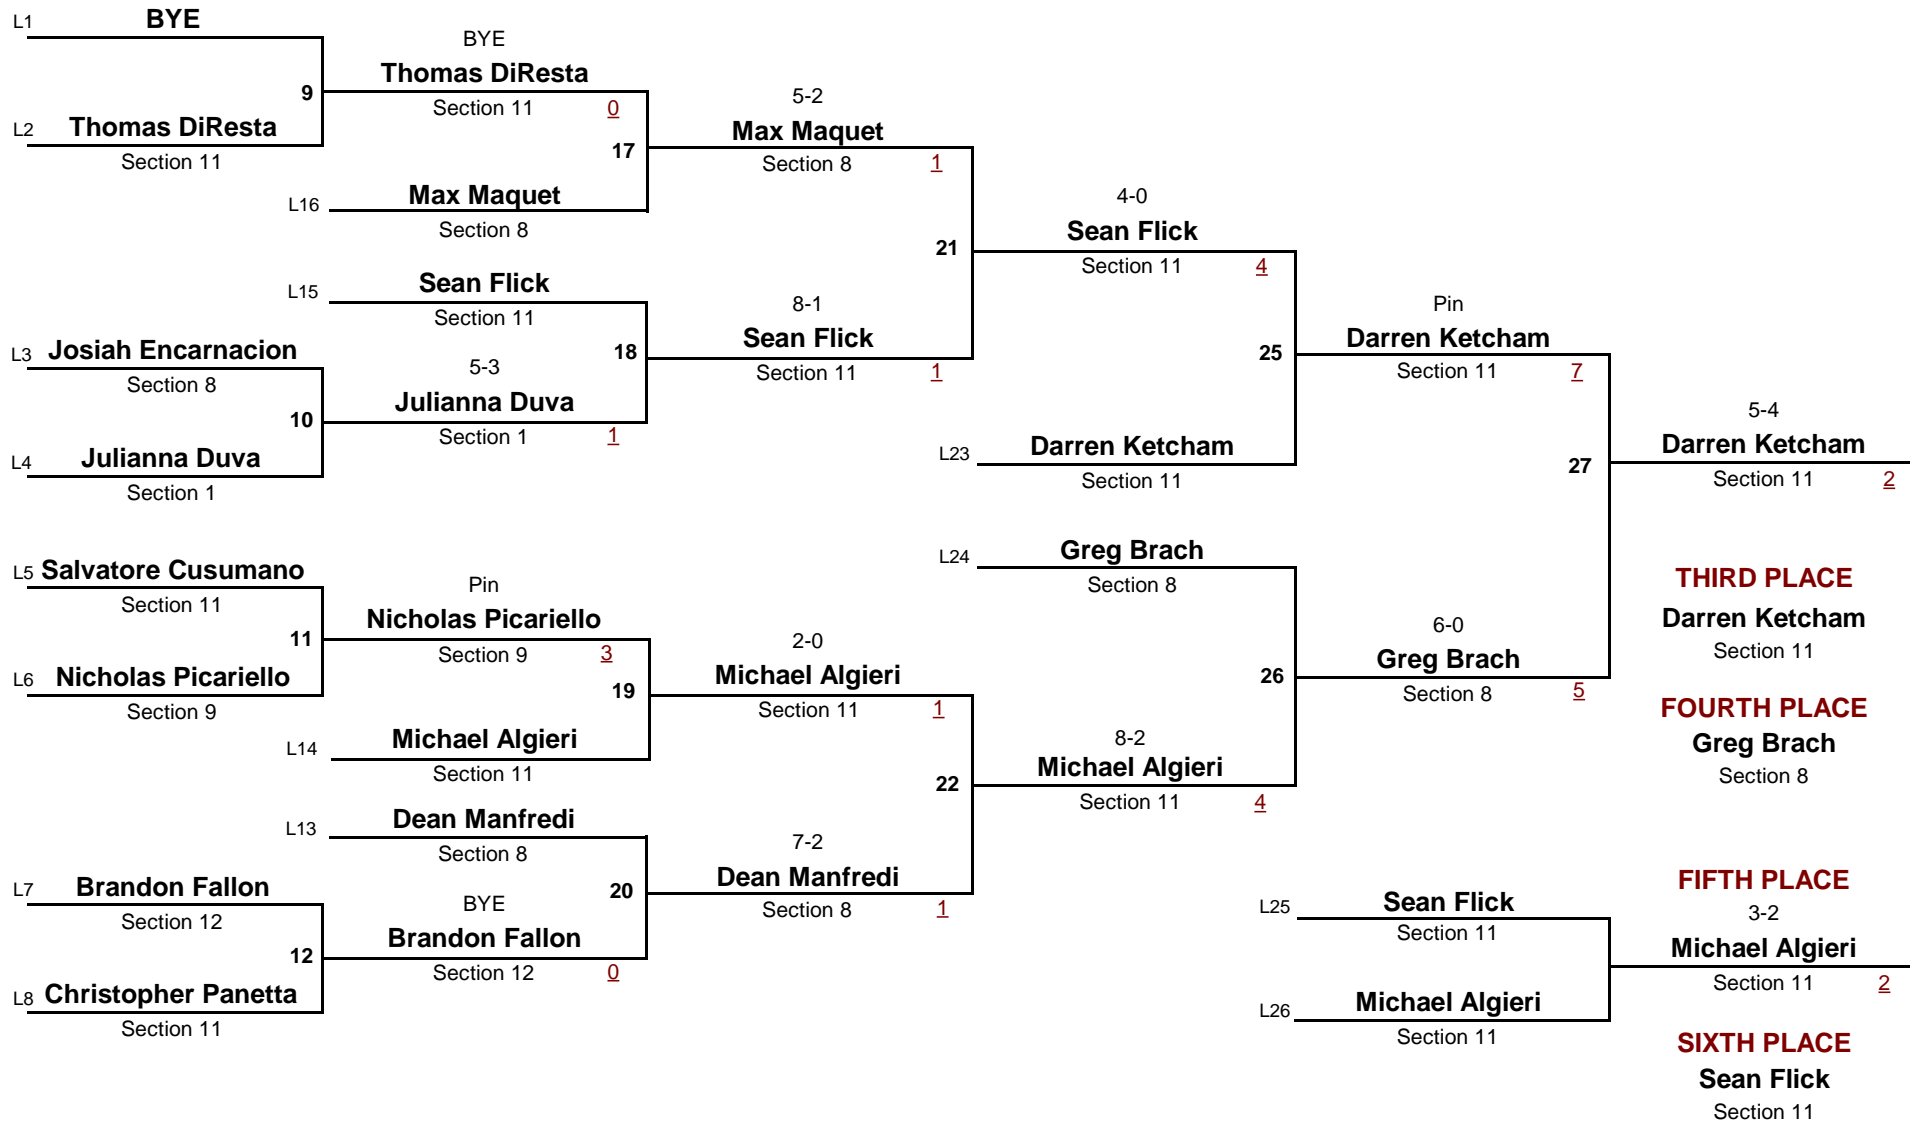 L1 BYE
BYE
Thomas DiResta
9
Section 11 0
L2 Thomas DiResta
Section 11
17
5-2
Max Maquet
Section 8 1
L16 Max Maquet
Section 8
21
4-0
Sean Flick
Section 11 4
L15 Sean Flick
Section 11
18
8-1
Sean Flick
Section 11 1
L3 Josiah Encarnacion
Section 8
5-3
10
Julianna Duva
Section 1 1
L4 Julianna Duva
Section 1
25
Pin
Darren Ketcham
Section 11 7
L23 Darren Ketcham
Section 11
27
5-4
Darren Ketcham
Section 11 2
L5 Salvatore Cusumano
Section 11
Pin
11
Nicholas Picariello
Section 9 3
L6 Nicholas Picariello
Section 9
19
2-0
Michael Algieri
Section 11 1
L14 Michael Algieri
Section 11
22
8-2
Michael Algieri
Section 11 4
L24 Greg Brach
Section 8
26
6-0
Greg Brach
Section 8 5
THIRD PLACE
Darren Ketcham
Section 11
FOURTH PLACE
Greg Brach
Section 8
L13 Dean Manfredi
Section 8
20
7-2
Dean Manfredi
Section 8 1
L7 Brandon Fallon
Section 12
BYE
12
Brandon Fallon
Section 12 0
L8 Christopher Panetta
Section 11
L25 Sean Flick
Section 11
L26 Michael Algieri
Section 11
FIFTH PLACE
3-2
Michael Algieri
Section 11 2
SIXTH PLACE
Sean Flick
Section 11